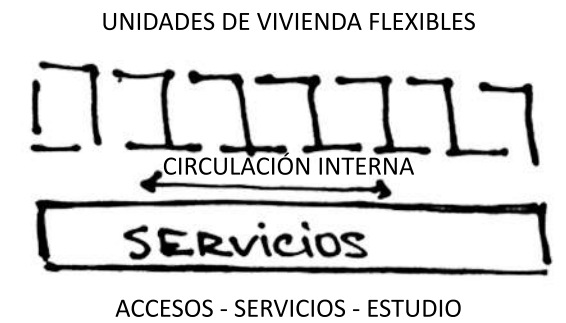 UNIDADES DE VIVIENDA FLEXIBLES
CIRCULACIÓN INTERNA
SERVICIOS
ACCESOS - SERVICIOS - ESTUDIO